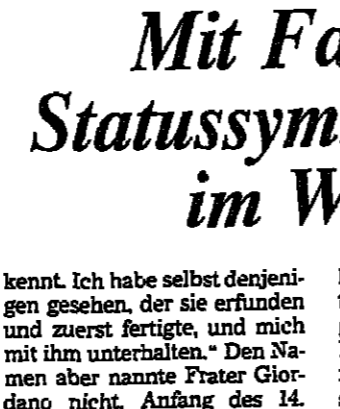 Mit Fa
Statussym
im W
kennt. Ich habe selbst denjeni-
gen gesehen, der sie erfunden
und zuerst fertigte, und mich
mit ihm unterhalten.“ Den Na-
men aber nannte Frater Gior-
dano nicht. Anfang des 14.